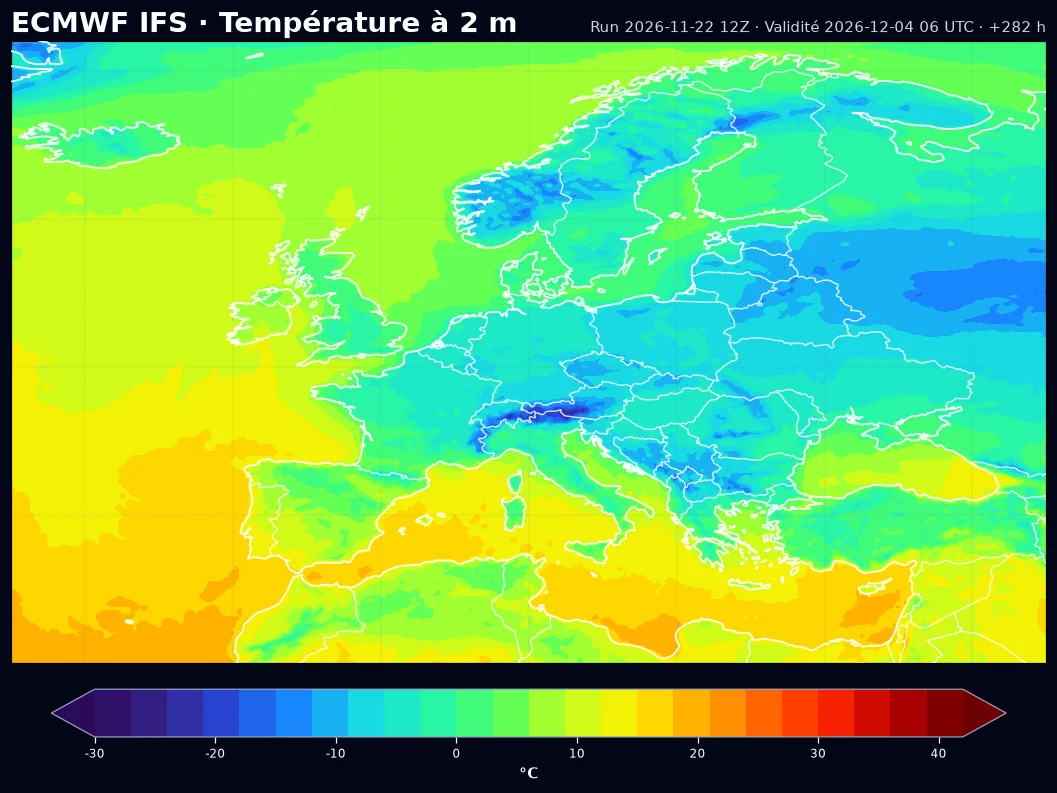 ECMWF IFS · Température à 2 m
Run 2026-11-22 12Z · Validité 2026-12-04 06 UTC · +282 h
-30 -20 -10 0 10 20 30 40
°C